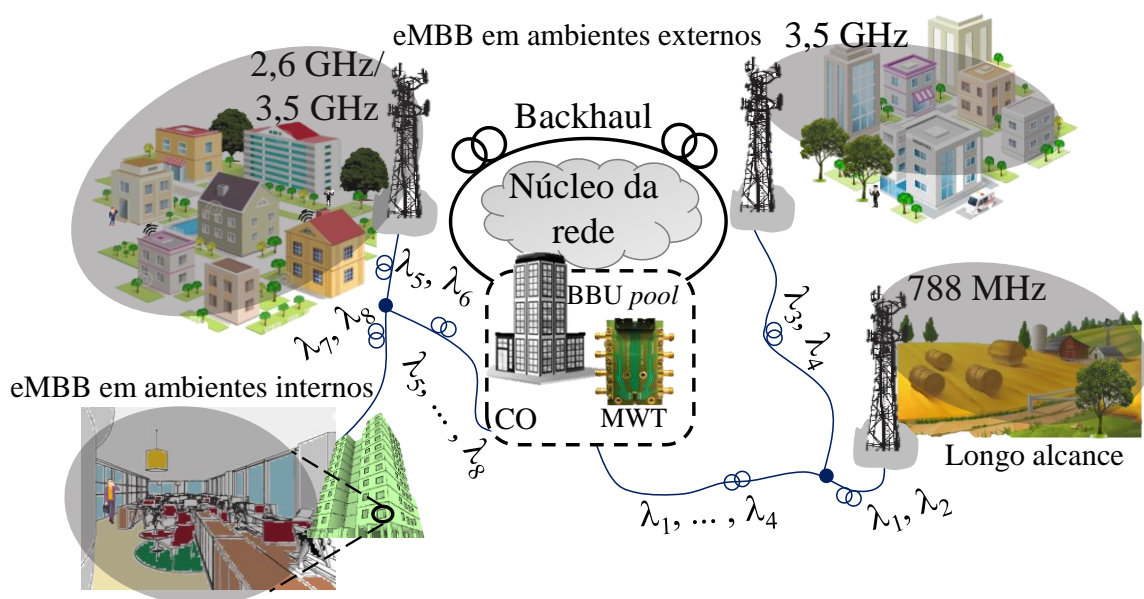 eMBB em ambientes externos
3,5 GHz
2,6 GHz/
3,5 GHz
Backhaul
Núcleo da
rede
BBU pool
CO
MWT
λ5, λ6
λ7, λ8
λ5, ... , λ8
λ3, λ4
788 MHz
eMBB em ambientes internos
Longo alcance
λ1, ... , λ4
λ1, λ2